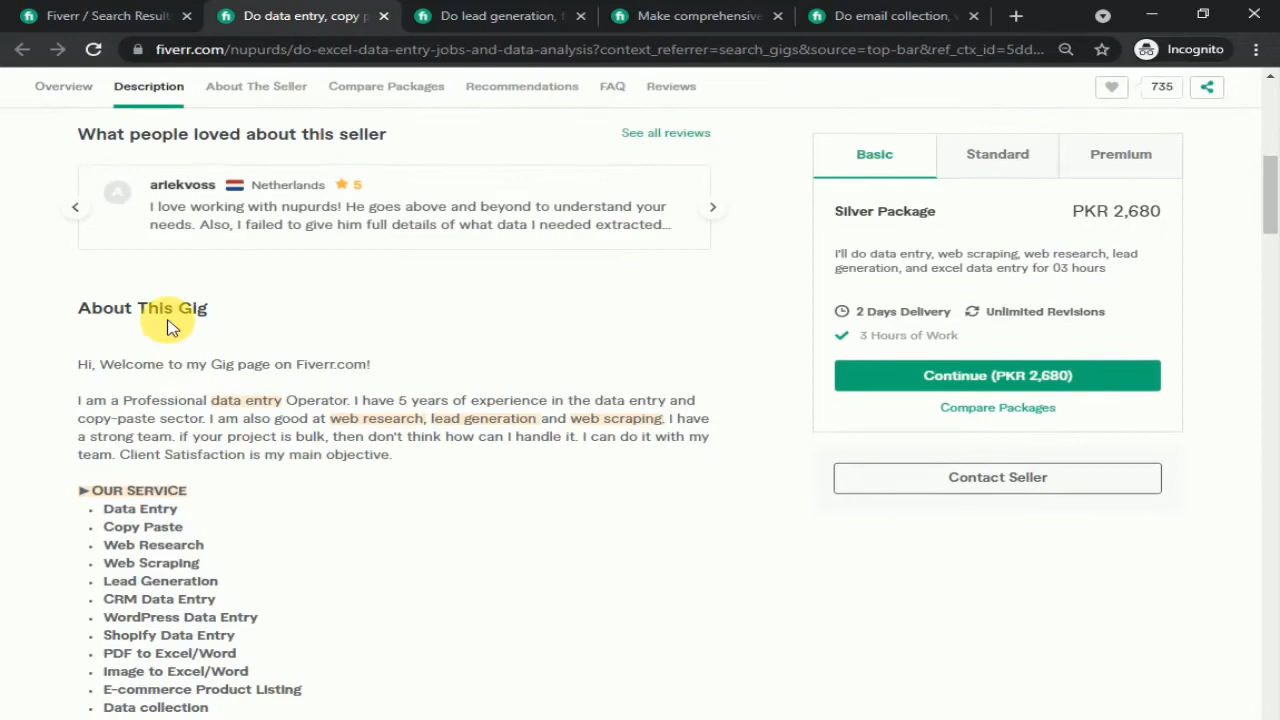 Fiverr / Search Result
Do data entry, copy p
Do lead generation,
Make comprehensive
Do email collection, v
fiverr.com/nupurds/do-excel-data-entry-jobs-and-data-analysis?context_referrer=search_gigs&source=top-bar&ref_ctx_id=5dd...
Incognito
Overview Description About The Seller Compare Packages Recommendations FAQ Reviews
735
What people loved about this seller
See all reviews
A
arlekvoss Netherlands 5
I love working with nupurds! He goes above and beyond to understand your
needs. Also, I failed to give him full details of what data I needed extracted...
About This Gig
Hi, Welcome to my Gig page on Fiverr.com!
I am a Professional data entry Operator. I have 5 years of experience in the data entry and
copy-paste sector. I am also good at web research, lead generation and web scraping. I have
a strong team. if your project is bulk, then don't think how can I handle it. I can do it with my
team. Client Satisfaction is my main objective.
►OUR SERVICE
• Data Entry
• Copy Paste
• Web Research
• Web Scraping
• Lead Generation
• CRM Data Entry
• WordPress Data Entry
• Shopify Data Entry
• PDF to Excel/Word
• Image to Excel/Word
• E-commerce Product Listing
• Data collection
Basic Standard Premium
Silver Package PKR 2,680
I'll do data entry, web scraping, web research, lead
generation, and excel data entry for 03 hours
2 Days Delivery Unlimited Revisions
3 Hours of Work
Continue (PKR 2,680)
Compare Packages
Contact Seller